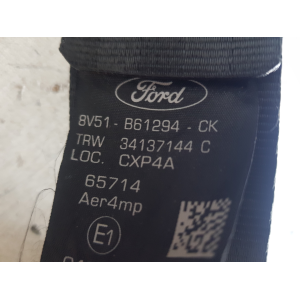 Ford
8V51-B61294-CK
TRW 34137144 C
LOC. CXP4A
65714
Aer4mp
E1